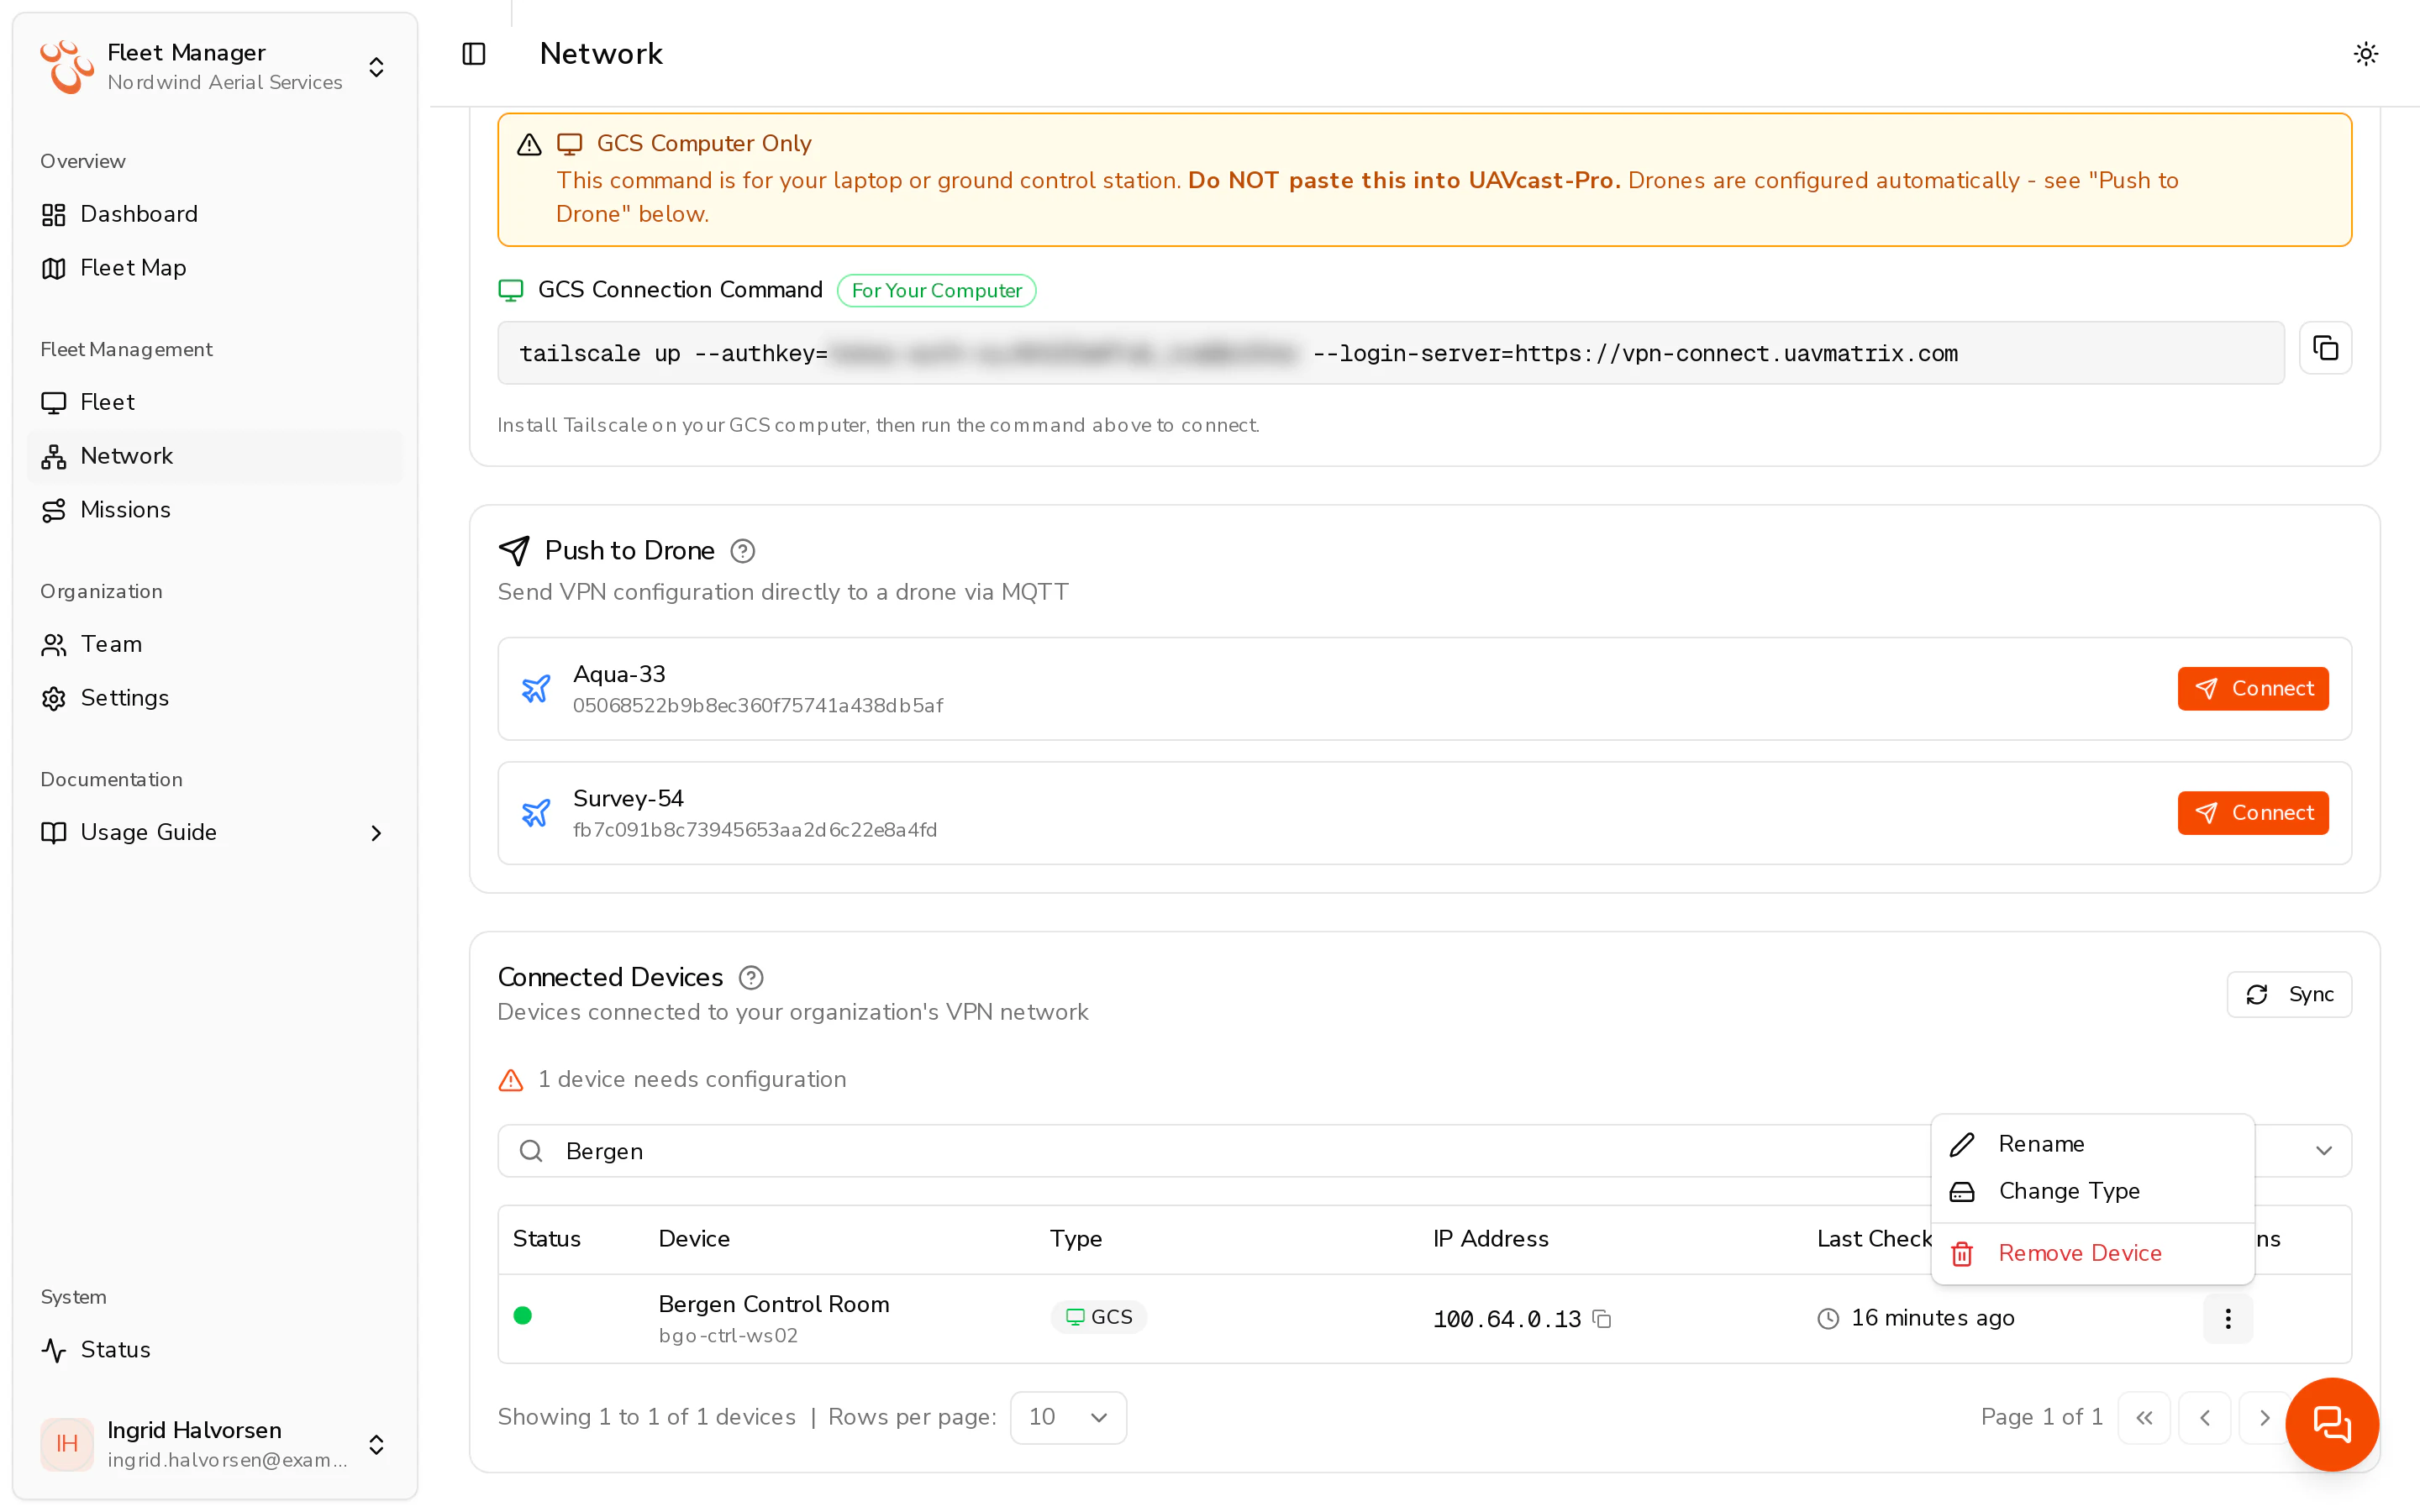 Fleet Manager
Nordwind Aerial Services
Overview
Dashboard
Fleet Map
Fleet Management
Fleet
Network
Missions
Organization
Team
Settings
Documentation
Usage Guide
System
Status
IH
Ingrid Halvorsen
ingrid.halvorsen@exam...
Network
GCS Computer Only
This command is for your laptop or ground control station. Do NOT paste this into UAVcast-Pro. Drones are configured automatically - see "Push to
Drone" below.
GCS Connection Command For Your Computer
tailscale up --authkey= --login-server=https://vpn-connect.uavmatrix.com
Install Tailscale on your GCS computer, then run the command above to connect.
Push to Drone
Send VPN configuration directly to a drone via MQTT
Aqua-33
05068522b9b8ec360f75741a438db5af
Connect
Survey-54
fb7c091b8c73945653aa2d6c22e8a4fd
Connect
Connected Devices
Devices connected to your organization's VPN network
Sync
1 device needs configuration
Bergen
Rename
Change Type
Remove Device
Status Device Type IP Address Last Check ns
Bergen Control Room
bgo-ctrl-ws02
GCS
100.64.0.13
16 minutes ago
Showing 1 to 1 of 1 devices | Rows per page: 10
Page 1 of 1